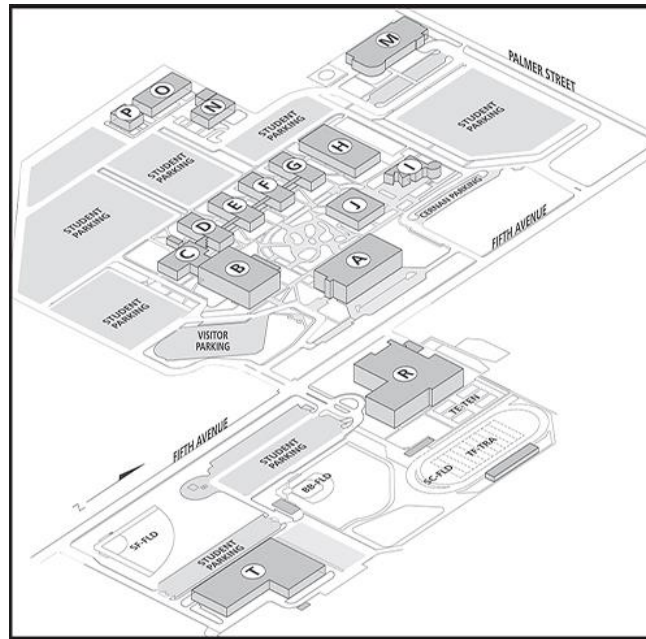 M
PALMER STREET
O
P
N
STUDENT
PARKING
STUDENT
PARKING
H
STUDENT
PARKING
G
I
F
CERNAN PARKING
E
J
STUDENT
PARKING
D
FIFTH AVENUE
C
B
A
STUDENT
PARKING
VISITOR
PARKING
R
TE-TEN
FIFTH AVENUE
STUDENT
PARKING
TF-TRA
SC-FLD
BB-FLD
N
SF-FLD
STUDENT
PARKING
T